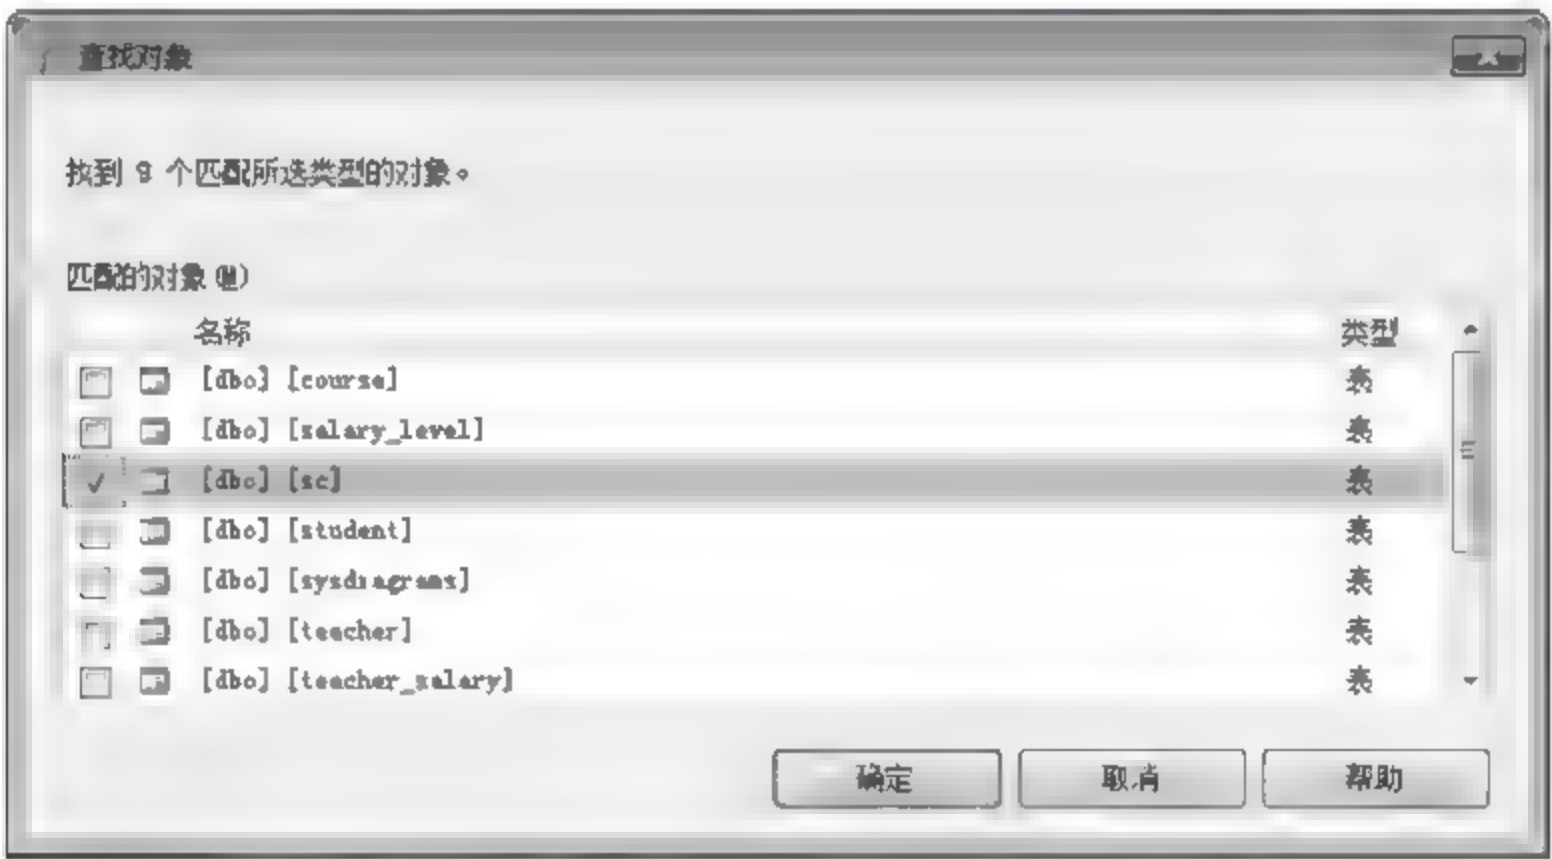 查找对象
找到 9 个匹配所选类型的对象。
匹配的对象(M)
名称 类型
[dbo] [course] 表
[dbo] [salary_level] 表
[dbo] [sc] 表
[dbo] [student] 表
[dbo] [sysdiagrams] 表
[dbo] [teacher] 表
[dbo] [teacher_salary] 表
确定 取消 帮助